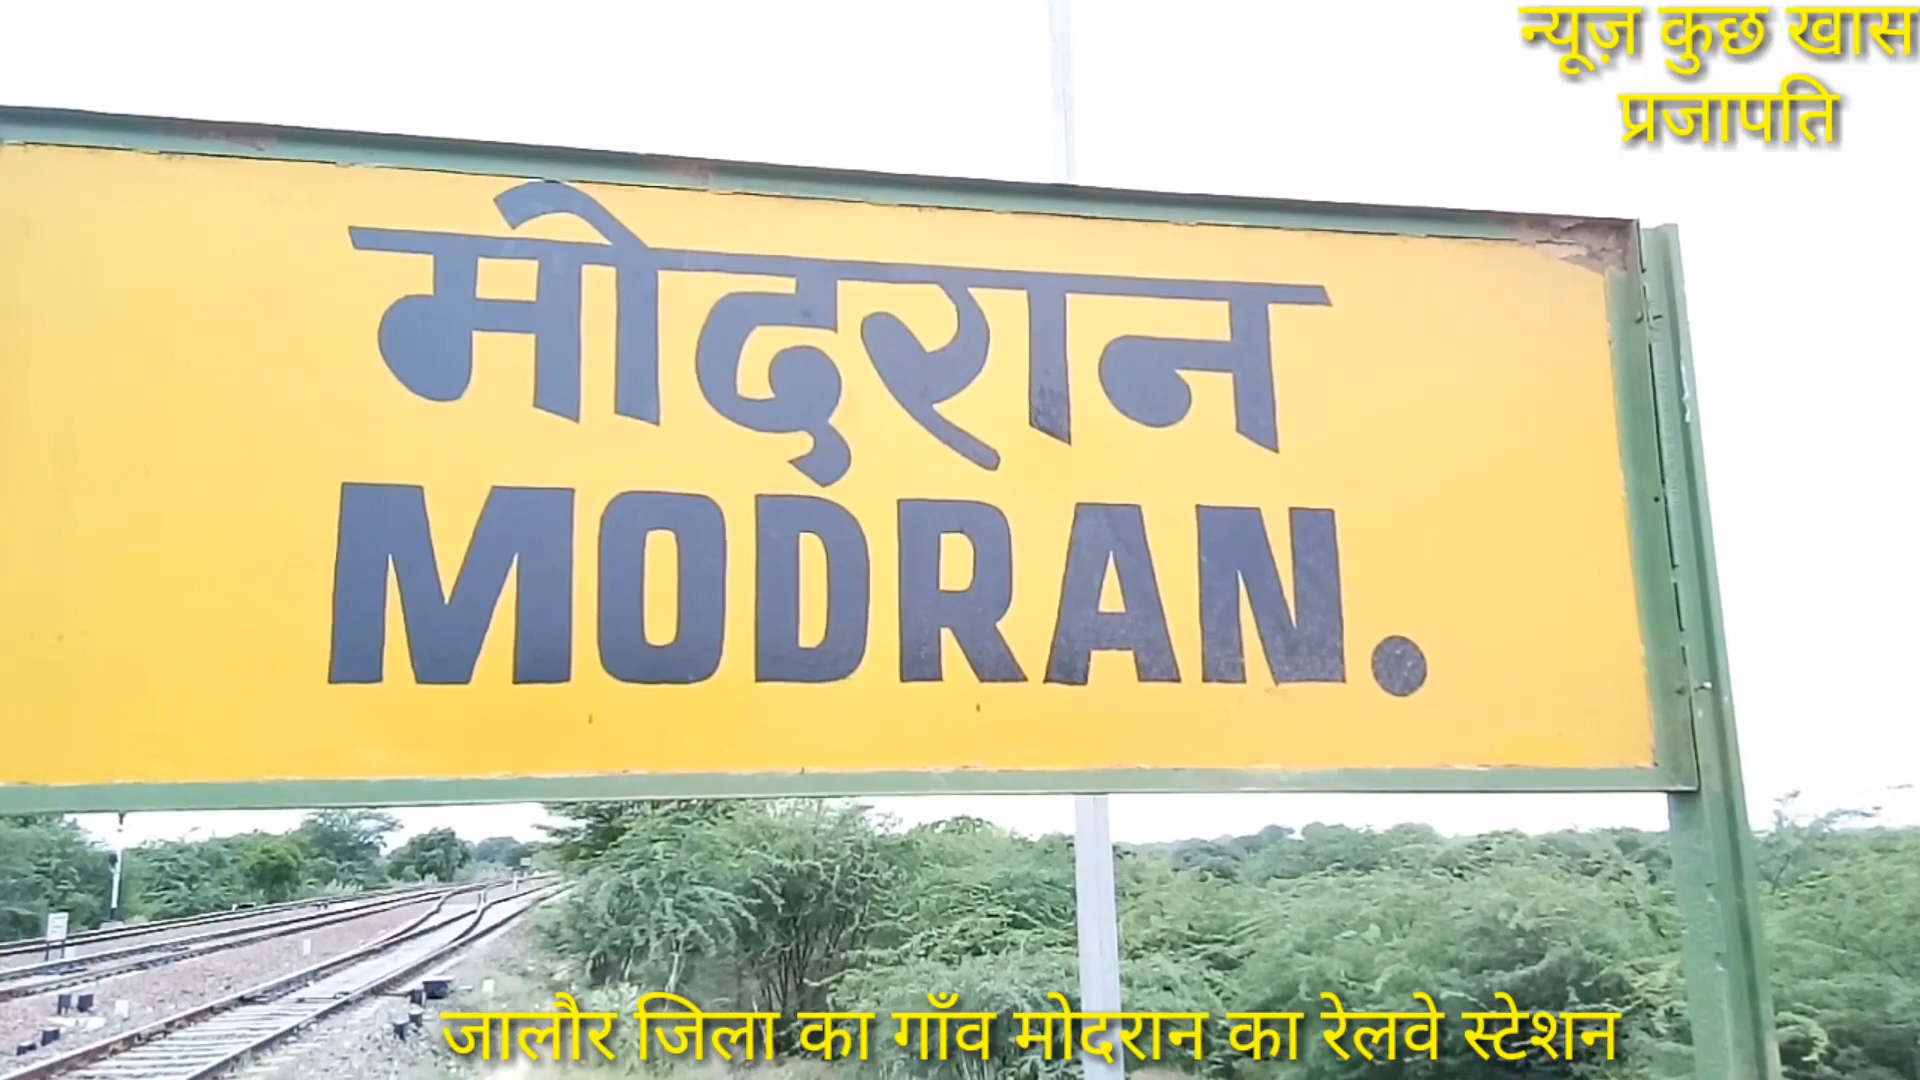 न्यूज़ कुछ खास
प्रजापति
मोदरान
MODRAN.
जालौर जिला का गाँव मोदरान का रेलवे स्टेशन